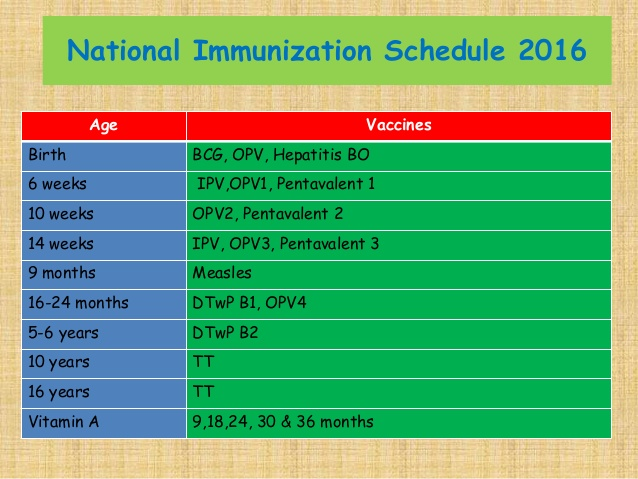 National Immunization Schedule 2016
Age Vaccines
Birth BCG, OPV, Hepatitis BO
6 weeks IPV,OPV1, Pentavalent 1
10 weeks OPV2, Pentavalent 2
14 weeks IPV, OPV3, Pentavalent 3
9 months Measles
16-24 months DTwP B1, OPV4
5-6 years DTwP B2
10 years TT
16 years TT
Vitamin A 9,18,24, 30 & 36 months